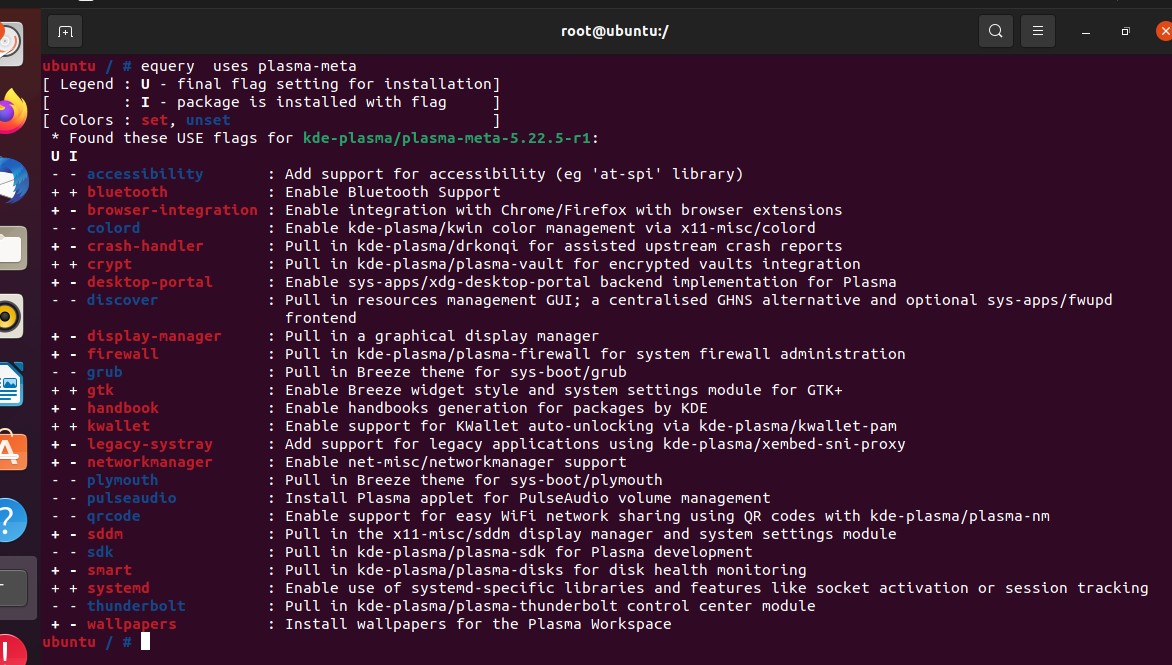 root@ubuntu:/
ubuntu / # equery  uses plasma-meta
[ Legend : U - final flag setting for installation]
[        : I - package is installed with flag     ]
[ Colors : set, unset                             ]
 * Found these USE flags for kde-plasma/plasma-meta-5.22.5-r1:
 U I
 - - accessibility       : Add support for accessibility (eg 'at-spi' library)
 + + bluetooth           : Enable Bluetooth Support
 + - browser-integration : Enable integration with Chrome/Firefox with browser extensions
 - - colord              : Enable kde-plasma/kwin color management via x11-misc/colord
 + - crash-handler       : Pull in kde-plasma/drkonqi for assisted upstream crash reports
 + + crypt               : Pull in kde-plasma/plasma-vault for encrypted vaults integration
 + - desktop-portal      : Enable sys-apps/xdg-desktop-portal backend implementation for Plasma
 - - discover            : Pull in resources management GUI; a centralised GHNS alternative and optional sys-apps/fwupd
                           frontend
 + - display-manager     : Pull in a graphical display manager
 + - firewall            : Pull in kde-plasma/plasma-firewall for system firewall administration
 - - grub                : Pull in Breeze theme for sys-boot/grub
 + + gtk                 : Enable Breeze widget style and system settings module for GTK+
 + - handbook            : Enable handbooks generation for packages by KDE
 + + kwallet             : Enable support for KWallet auto-unlocking via kde-plasma/kwallet-pam
 + - legacy-systray      : Add support for legacy applications using kde-plasma/xembed-sni-proxy
 + - networkmanager      : Enable net-misc/networkmanager support
 - - plymouth            : Pull in Breeze theme for sys-boot/plymouth
 - - pulseaudio          : Install Plasma applet for PulseAudio volume management
 - - qrcode              : Enable support for easy WiFi network sharing using QR codes with kde-plasma/plasma-nm
 + - sddm                : Pull in the x11-misc/sddm display manager and system settings module
 - - sdk                 : Pull in kde-plasma/plasma-sdk for Plasma development
 + - smart               : Pull in kde-plasma/plasma-disks for disk health monitoring
 + + systemd             : Enable use of systemd-specific libraries and features like socket activation or session tracking
 - - thunderbolt         : Pull in kde-plasma/plasma-thunderbolt control center module
 + - wallpapers          : Install wallpapers for the Plasma Workspace
ubuntu / #